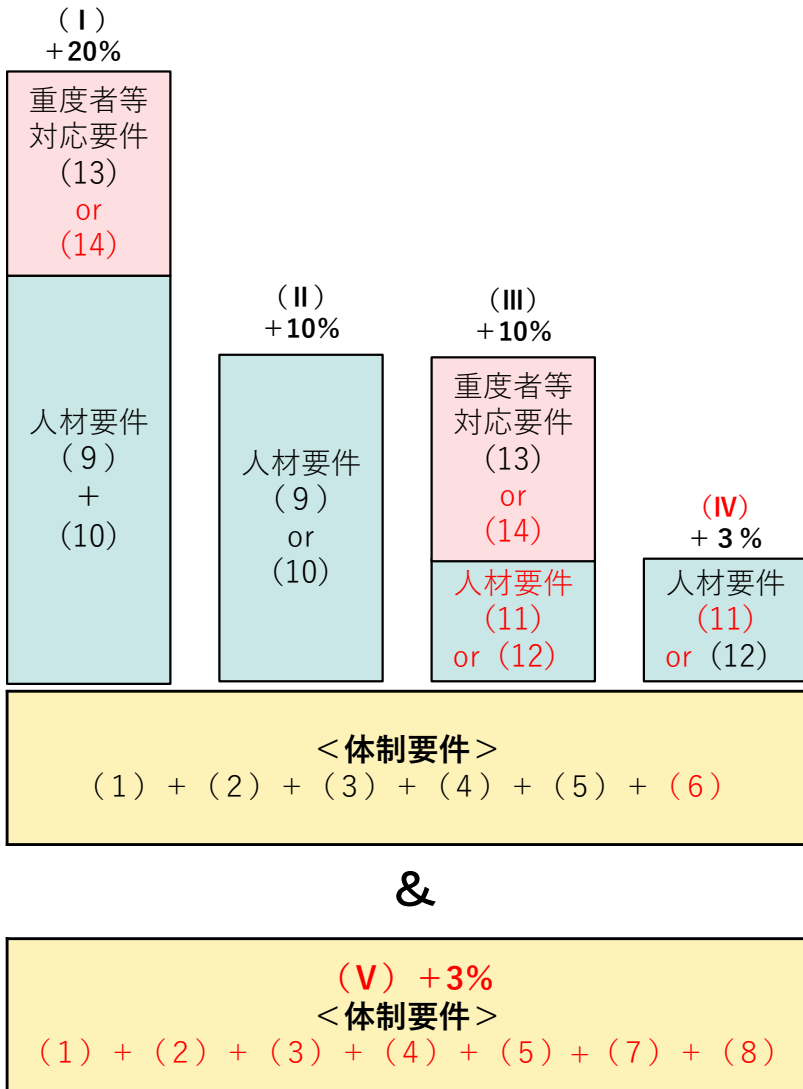 （Ⅰ）
＋20%
重度者等
対応要件
(13)
or
(14)
人材要件
（９）
＋
(10)
（Ⅱ）
＋10%
人材要件
（９）
or
(10)
（Ⅲ）
＋10%
重度者等
対応要件
(13)
or
(14)
人材要件
(11)
or (12)
（Ⅳ）
＋３%
人材要件
(11)
or (12)
＜体制要件＞
（１）＋（２）＋（３）＋（４）＋（５）＋（６）
＆
（Ⅴ）＋3%
＜体制要件＞
（１）＋（２）＋（３）＋（４）＋（５）＋（７）＋（８）